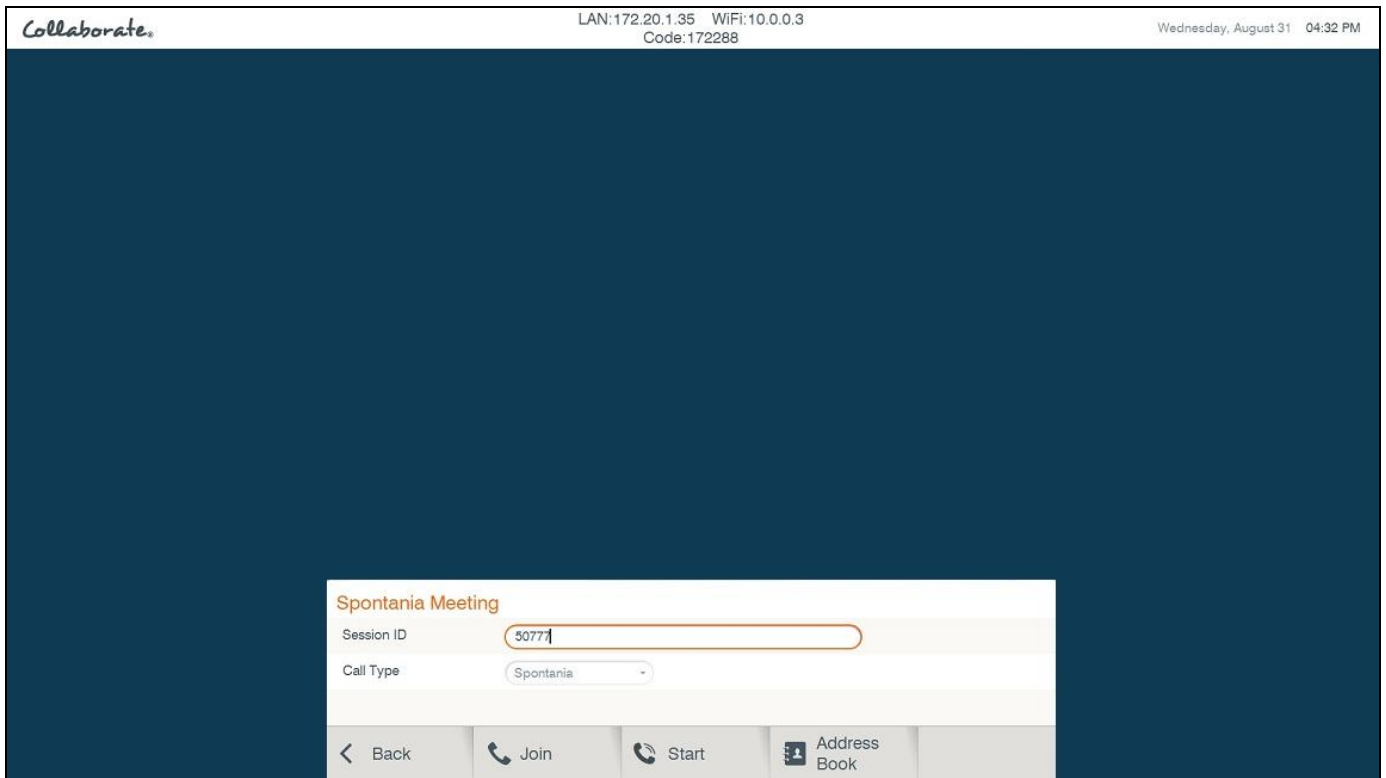 Collaborate®
LAN:172.20.1.35 WiFi:10.0.0.3
Code:172288
Wednesday, August 31 04:32 PM
Spontania Meeting
Session ID 50777
Call Type Spontania
Back Join Start Address
Book